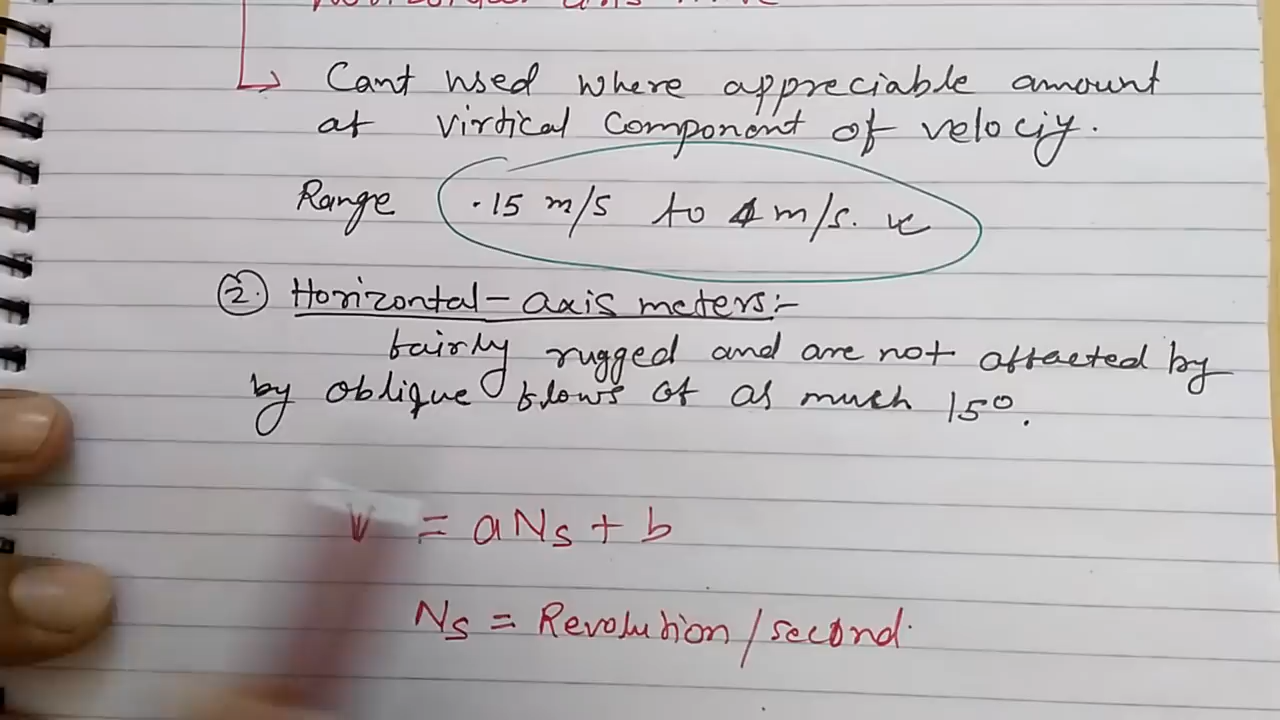 Cant used where appreciable amount
at virtical component of velociy.
Range .15 m/s to 4 m/s.
2. Horizontal-axis meters:-
fairly rugged and are not affacted by
by oblique flows of as much 15°.
V = aNs + b
Ns = Revolution/second.